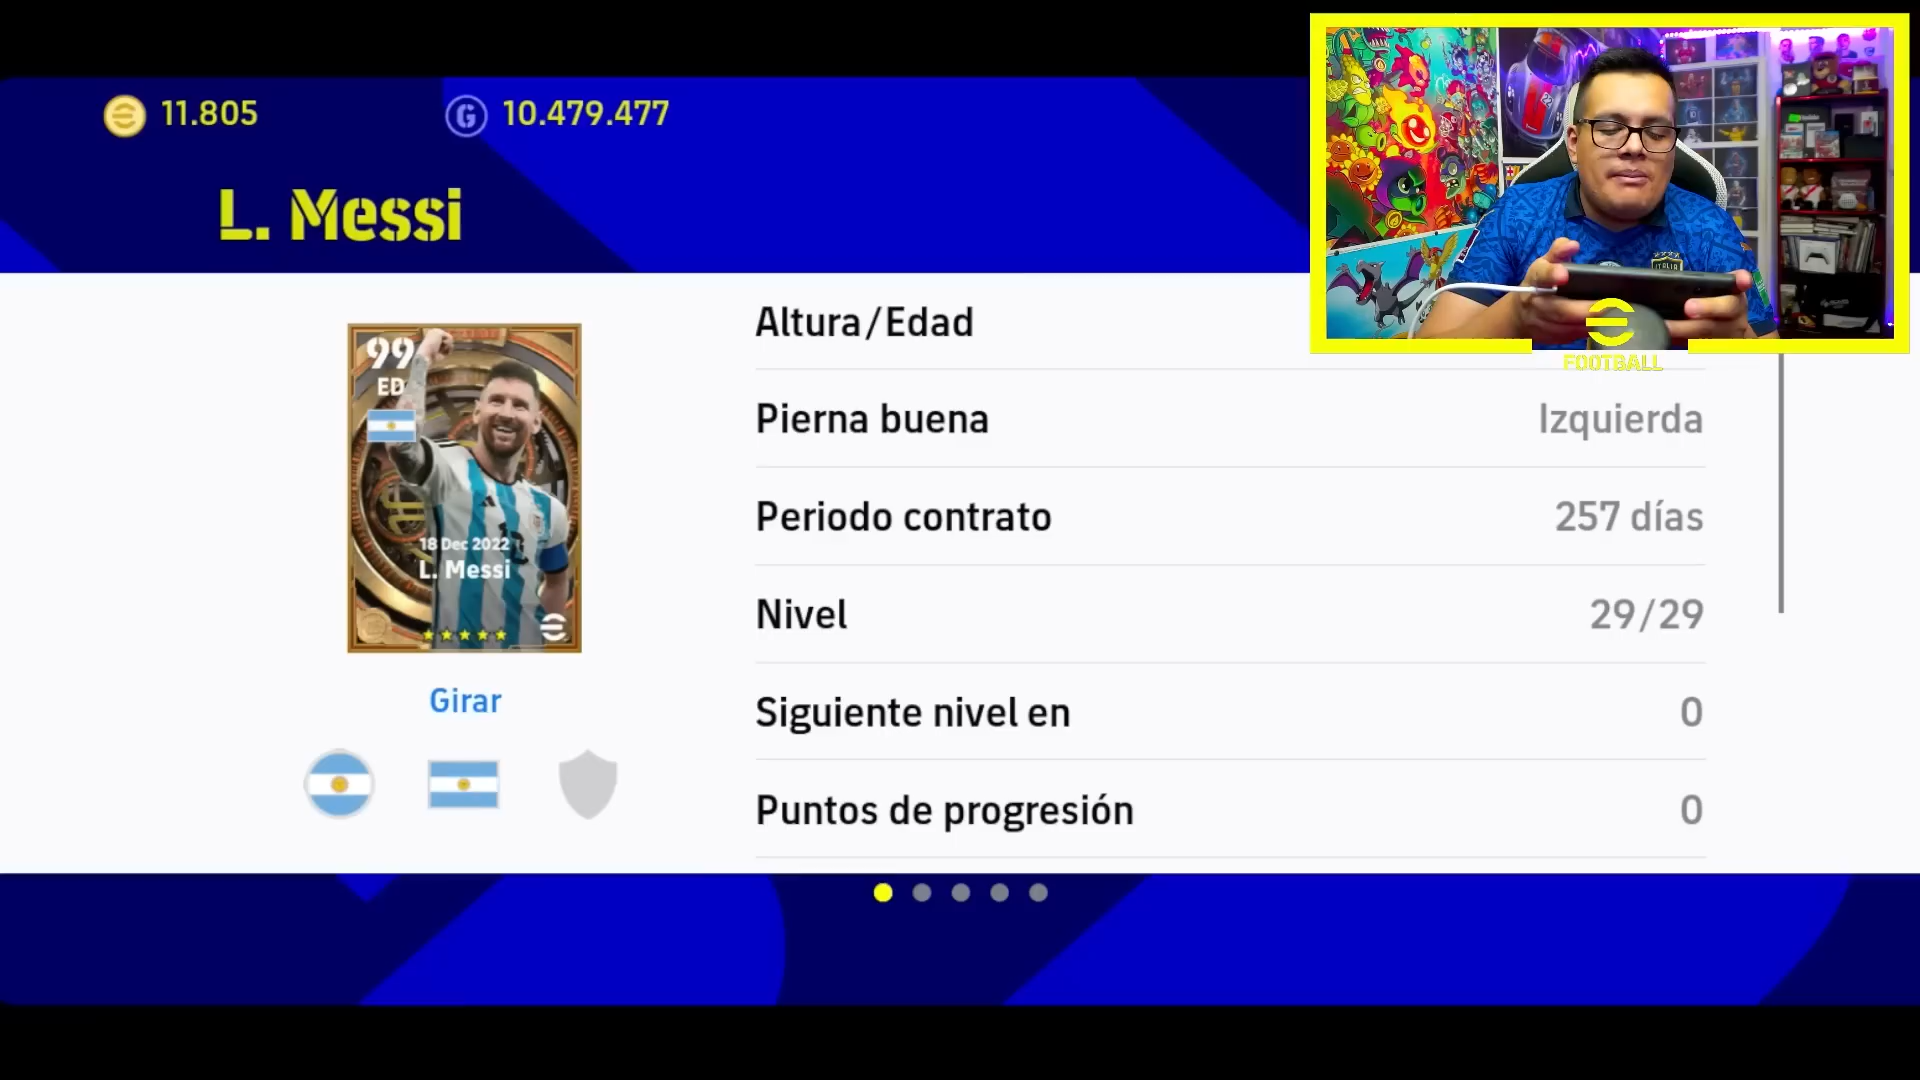 11.805
10.479.477
L. Messi
99
ED
18 Dec 2022
L. Messi
Girar
Altura/Edad
Pierna buena
Izquierda
Periodo contrato
257 días
Nivel
29/29
Siguiente nivel en
0
Puntos de progresión
0
ITALIA
FOOTBALL